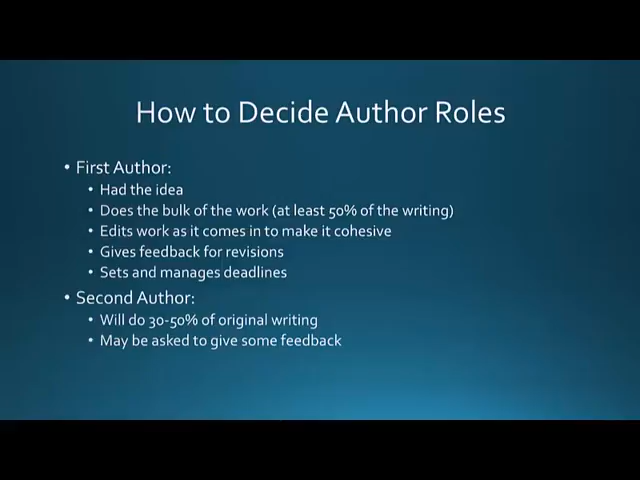 How to Decide Author Roles
• First Author:
• Had the idea
• Does the bulk of the work (at least 50% of the writing)
• Edits work as it comes in to make it cohesive
• Gives feedback for revisions
• Sets and manages deadlines
• Second Author:
• Will do 30-50% of original writing
• May be asked to give some feedback